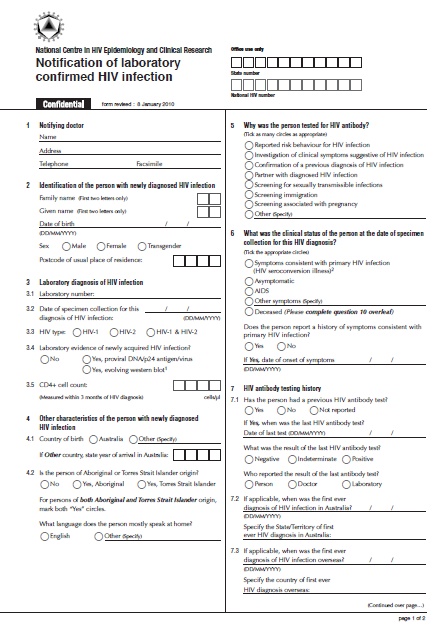 National Centre in HIV Epidemiology and Clinical Research
Notification of laboratory
confirmed HIV infection
Office use only
State number
National HIV number
Confidential
form revised : 8 January 2010
1 Notifying doctor
Name
Address
Telephone Facsimile
2 Identification of the person with newly diagnosed HIV infection
Family name (First two letters only)
Given name (First two letters only)
Date of birth / /
(DD/MM/YYYY)
Sex Male Female Transgender
Postcode of usual place of residence:
3 Laboratory diagnosis of HIV infection
3.1 Laboratory number:
3.2 Date of specimen collection for this / /
diagnosis of HIV infection: (DD/MM/YYYY)
3.3 HIV type: HIV-1 HIV-2 HIV-1 & HIV-2
3.4 Laboratory evidence of newly acquired HIV infection?
No Yes, proviral DNA/p24 antigen/virus
Yes, evolving western blot¹
3.5 CD4+ cell count:
(Measured within 3 months of HIV diagnosis) cells/µl
4 Other characteristics of the person with newly diagnosed
HIV infection
4.1 Country of birth Australia Other (Specify)
If Other country, state year of arrival in Australia:
4.2 Is the person of Aboriginal or Torres Strait Islander origin?
No Yes, Aboriginal Yes, Torres Strait Islander
For persons of both Aboriginal and Torres Strait Islander origin,
mark both "Yes" circles.
What language does the person mostly speak at home?
English Other (Specify)
5 Why was the person tested for HIV antibody?
(Tick as many circles as appropriate)
Reported risk behaviour for HIV infection
Investigation of clinical symptoms suggestive of HIV infection
Confirmation of a previous diagnosis of HIV infection
Partner with diagnosed HIV infection
Screening for sexually transmissible infections
Screening immigration
Screening associated with pregnancy
Other (Specify)
6 What was the clinical status of the person at the date of specimen
collection for this HIV diagnosis?
(Tick the appropriate circles)
Symptoms consistent with primary HIV infection
(HIV seroconversion illness)²
Asymptomatic
AIDS
Other symptoms (Specify)
Deceased (Please complete question 10 overleaf)
Does the person report a history of symptoms consistent with
primary HIV infection?
Yes No
If Yes, date of onset of symptoms / /
(DD/MM/YYYY)
7 HIV antibody testing history
7.1 Has the person had a previous HIV antibody test?
Yes No Not reported
If Yes, when was the last HIV antibody test?
Date of last test (DD/MM/YYYY) / /
What was the result of the last HIV antibody test?
Negative Indeterminate Positive
Who reported the result of the last antibody test?
Person Doctor Laboratory
7.2 If applicable, when was the first ever
diagnosis of HIV infection in Australia? / /
(DD/MM/YYYY)
Specify the State/Territory of first
ever HIV diagnosis in Australia:
7.3 If applicable, when was the first ever
diagnosis of HIV infection overseas? / /
(DD/MM/YYYY)
Specify the country of first ever
HIV diagnosis overseas:
(Continued over page...)
page 1 of 2